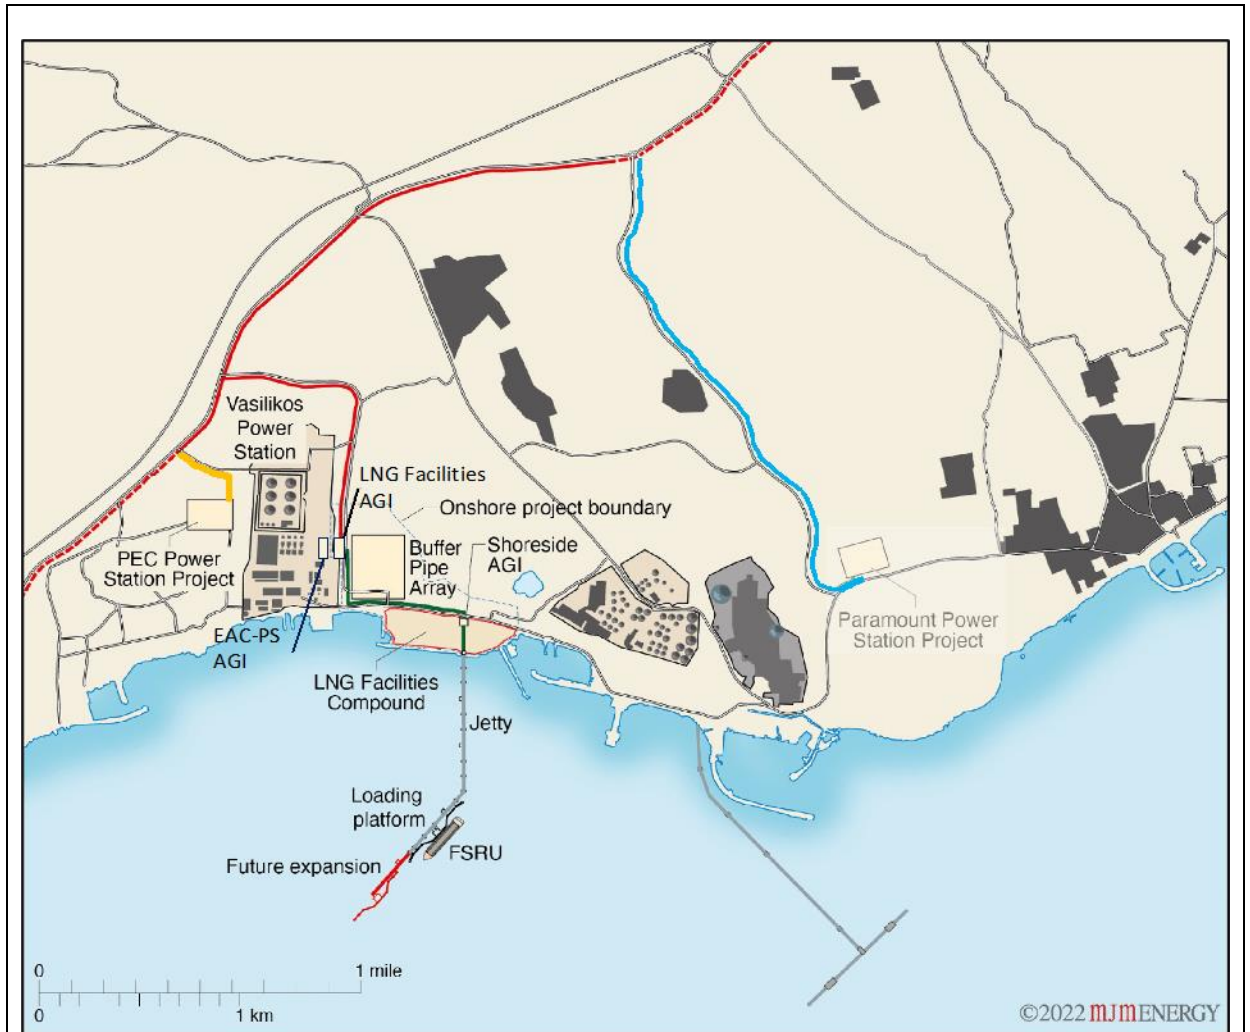 Vasilikos
Power
Station
LNG Facilities
AGI
Onshore project boundary
PEC Power
Station Project
Buffer
Pipe
Array
Shoreside
AGI
EAC-PS
AGI
Paramount Power
Station Project
LNG Facilities
Compound
Jetty
Loading
platform
FSRU
Future expansion
0 1 mile
0 1 km
©2022 MJMENERGY